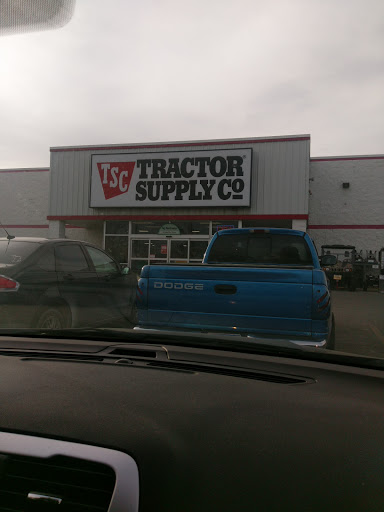 TSC TRACTOR
SUPPLY CO
DODGE